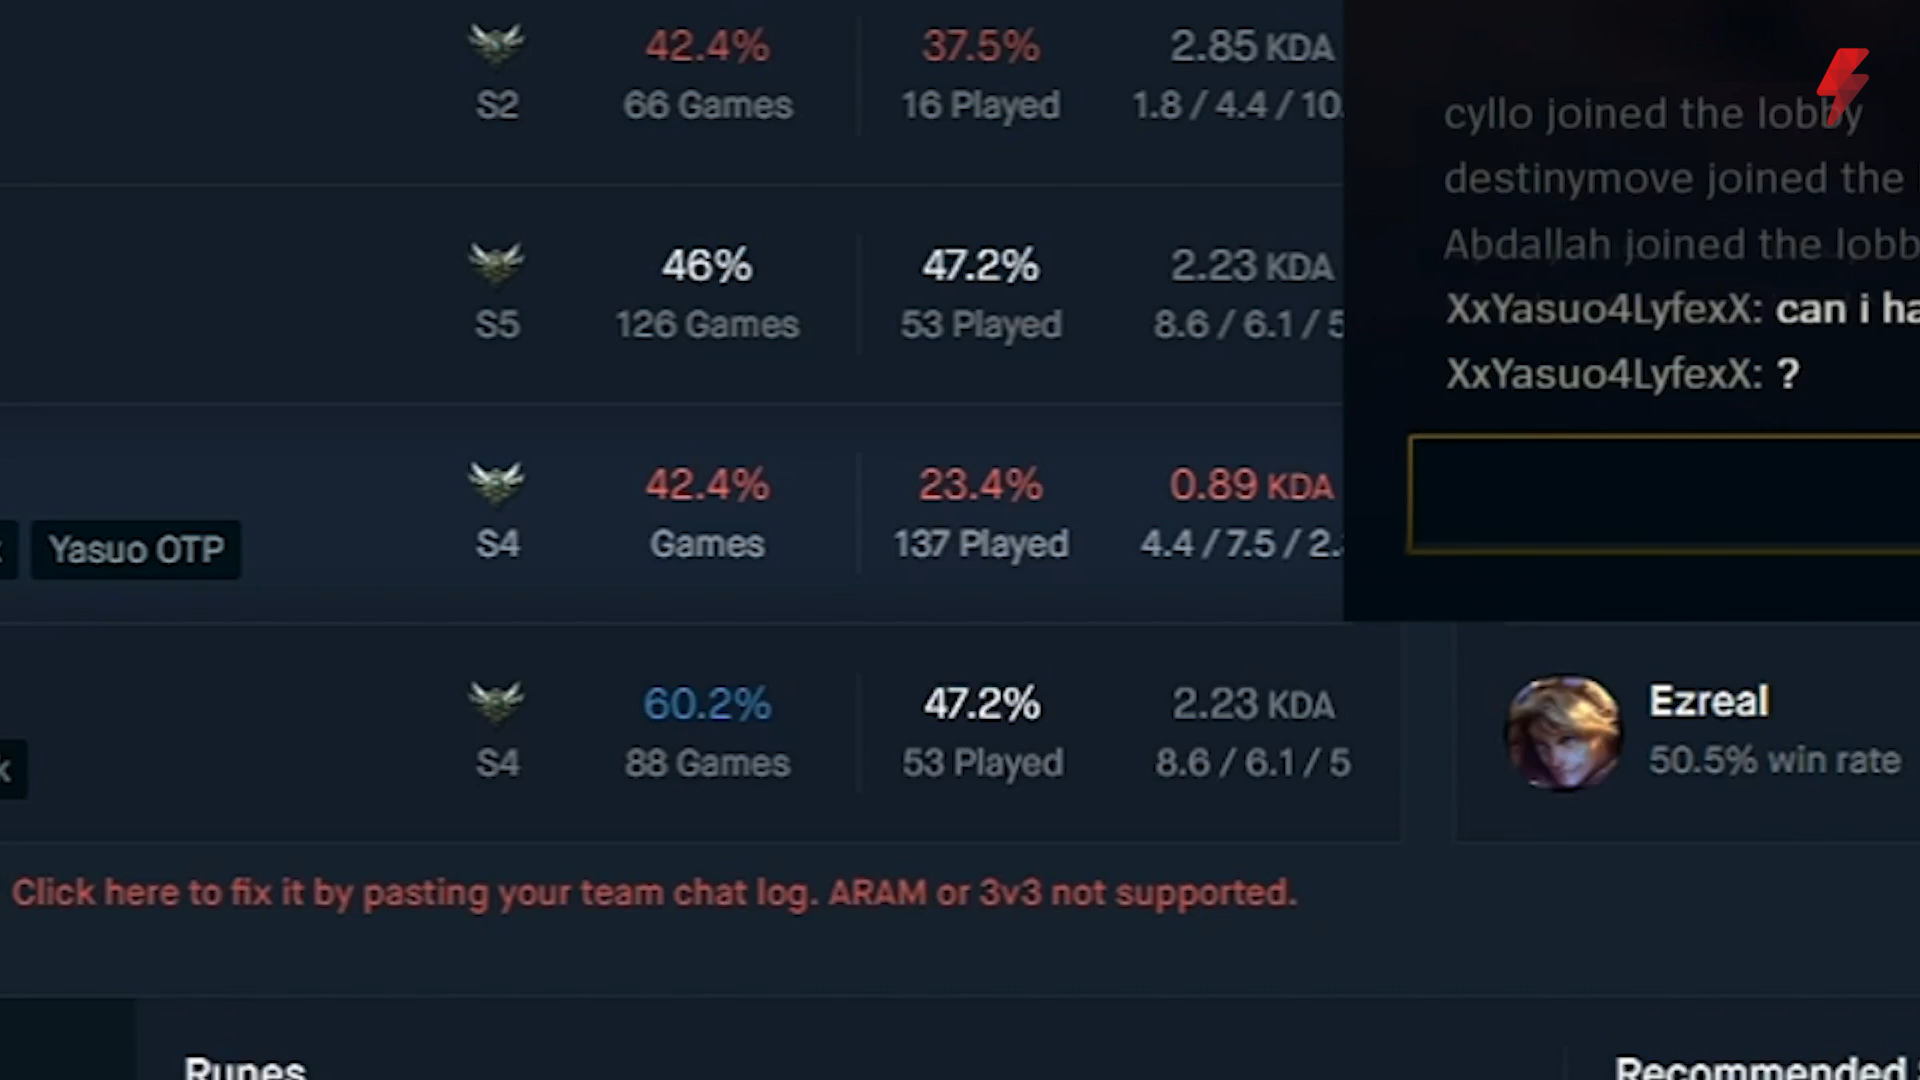 42.4% 37.5% 2.85 KDA
S2 66 Games 16 Played 1.8 / 4.4 / 10.
cyllo joined the lobby
destinymove joined the
Abdallah joined the lobb
XxYasuo4LyfexX: can i ha
XxYasuo4LyfexX: ?
46% 47.2% 2.23 KDA
S5 126 Games 53 Played 8.6 / 6.1 / 5
42.4% 23.4% 0.89 KDA
Yasuo OTP S4 Games 137 Played 4.4 / 7.5 / 2.
60.2% 47.2% 2.23 KDA
S4 88 Games 53 Played 8.6 / 6.1 / 5
Ezreal
50.5% win rate
Click here to fix it by pasting your team chat log. ARAM or 3v3 not supported.
Runes
Recommended